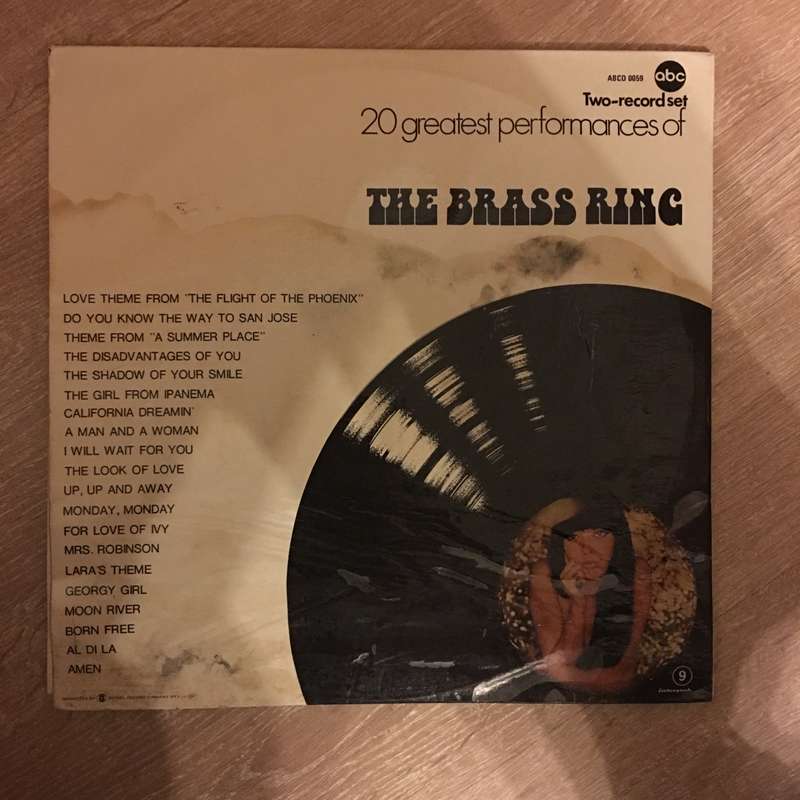 ABCD 0059 abc
Two-record set
20 greatest performances of
THE BRASS RING
LOVE THEME FROM "THE FLIGHT OF THE PHOENIX"
DO YOU KNOW THE WAY TO SAN JOSE
THEME FROM "A SUMMER PLACE"
THE DISADVANTAGES OF YOU
THE SHADOW OF YOUR SMILE
THE GIRL FROM IPANEMA
CALIFORNIA DREAMIN'
A MAN AND A WOMAN
I WILL WAIT FOR YOU
THE LOOK OF LOVE
UP, UP AND AWAY
MONDAY, MONDAY
FOR LOVE OF IVY
MRS. ROBINSON
LARA'S THEME
GEORGY GIRL
MOON RIVER
BORN FREE
AL DI LA
AMEN
9